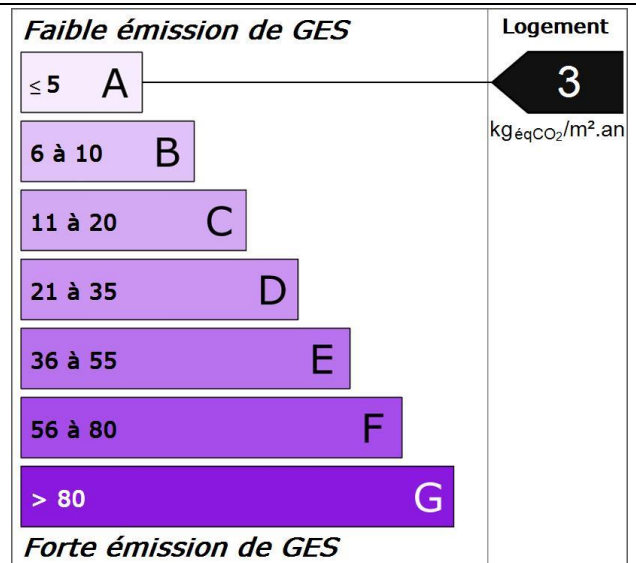 Faible émission de GES
Logement
≤ 5 A
3
kgéqCO₂/m².an
6 à 10 B
11 à 20 C
21 à 35 D
36 à 55 E
56 à 80 F
> 80 G
Forte émission de GES